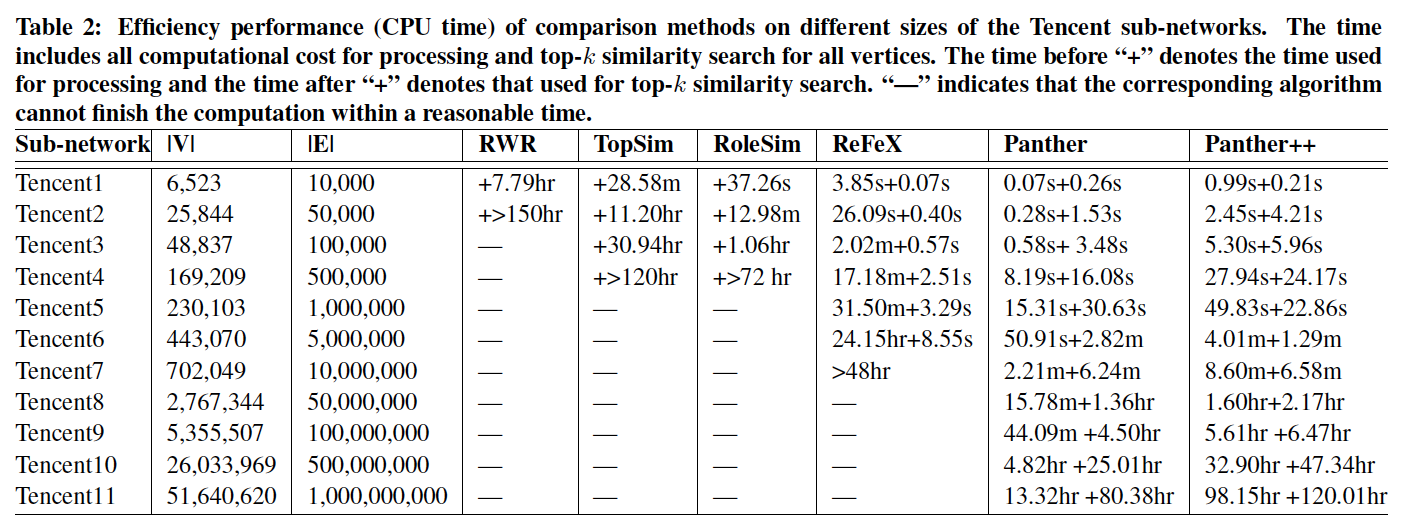 Table 2: Efficiency performance (CPU time) of comparison methods on different sizes of the Tencent sub-networks. The time
includes all computational cost for processing and top-k similarity search for all vertices. The time before “+” denotes the time used
for processing and the time after “+” denotes that used for top-k similarity search. “—” indicates that the corresponding algorithm
cannot finish the computation within a reasonable time.
Sub-network |V| |E| RWR TopSim RoleSim ReFeX Panther Panther++
Tencent1 6,523 10,000 +7.79hr +28.58m +37.26s 3.85s+0.07s 0.07s+0.26s 0.99s+0.21s
Tencent2 25,844 50,000 +>150hr +11.20hr +12.98m 26.09s+0.40s 0.28s+1.53s 2.45s+4.21s
Tencent3 48,837 100,000 — +30.94hr +1.06hr 2.02m+0.57s 0.58s+ 3.48s 5.30s+5.96s
Tencent4 169,209 500,000 — +>120hr +>72 hr 17.18m+2.51s 8.19s+16.08s 27.94s+24.17s
Tencent5 230,103 1,000,000 — — — 31.50m+3.29s 15.31s+30.63s 49.83s+22.86s
Tencent6 443,070 5,000,000 — — — 24.15hr+8.55s 50.91s+2.82m 4.01m+1.29m
Tencent7 702,049 10,000,000 — — — >48hr 2.21m+6.24m 8.60m+6.58m
Tencent8 2,767,344 50,000,000 — — — — 15.78m+1.36hr 1.60hr+2.17hr
Tencent9 5,355,507 100,000,000 — — — — 44.09m +4.50hr 5.61hr +6.47hr
Tencent10 26,033,969 500,000,000 — — — — 4.82hr +25.01hr 32.90hr +47.34hr
Tencent11 51,640,620 1,000,000,000 — — — — 13.32hr +80.38hr 98.15hr +120.01hr